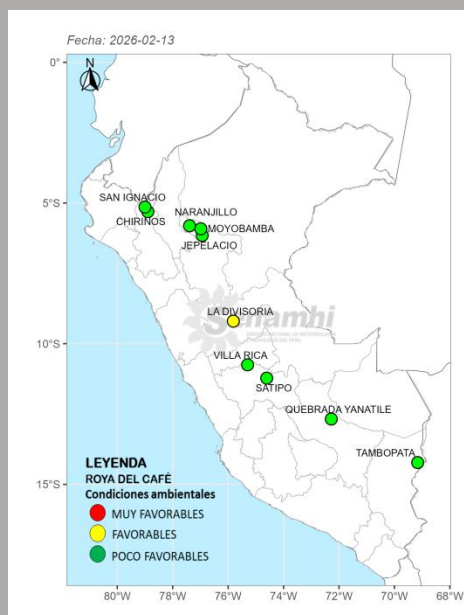 Fecha: 2026-02-13
N
0°
SAN IGNACIO
5°S
NARANJILLO
CHIRINOS
MOYOBAMBA
JEPELACIO
LA DIVISORIA
Senamhi
10°S
VILLA RICA
SATIPO
QUEBRADA YANATILE
TAMBOPATA
LEYENDA
ROYA DEL CAFÉ
15°S
Condiciones ambientales
MUY FAVORABLES
FAVORABLES
POCO FAVORABLES
80°W 78°W 76°W 74°W 72°W 70°W 68°W